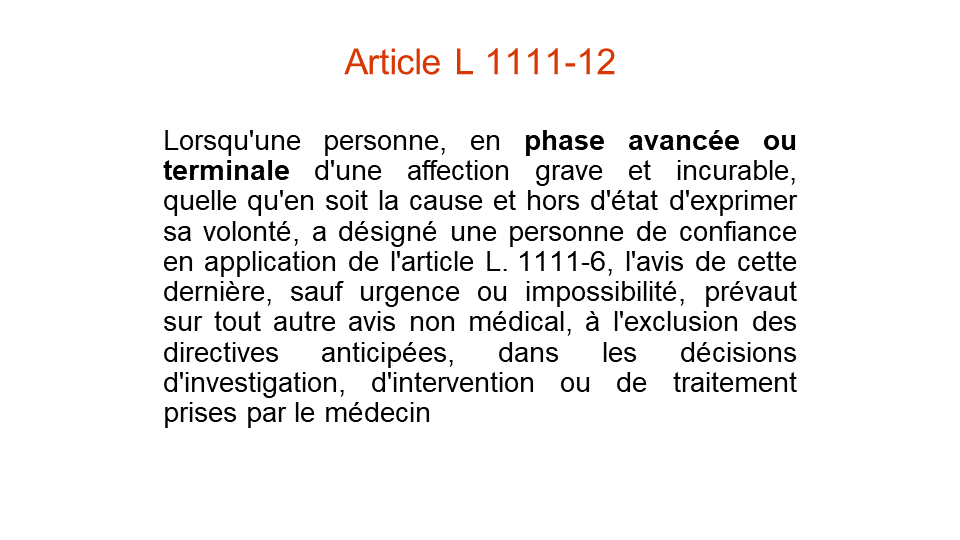 Article L 1111-12
Lorsqu'une personne, en phase avancée ou
terminale d'une affection grave et incurable,
quelle qu'en soit la cause et hors d'état d'exprimer
sa volonté, a désigné une personne de confiance
en application de l'article L. 1111-6, l'avis de cette
dernière, sauf urgence ou impossibilité, prévaut
sur tout autre avis non médical, à l'exclusion des
directives anticipées, dans les décisions
d'investigation, d'intervention ou de traitement
prises par le médecin